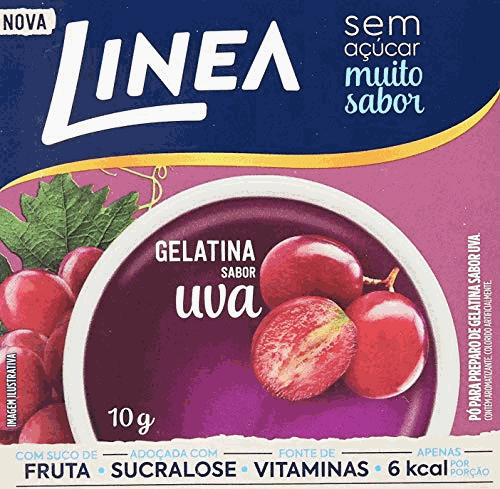 NOVA
LINEA
sem
açúcar
muito
sabor
GELATINA
SABOR
uva
10 g
IMAGEM ILUSTRATIVA
PÓ PARA PREPARO DE GELATINA SABOR UVA.
CONTÉM AROMATIZANTE. COLORIDO ARTIFICIALMENTE.
COM SUCO DE FRUTA • ADOÇADA COM SUCRALOSE • FONTE DE VITAMINAS • APENAS 6 kcal POR PORÇÃO